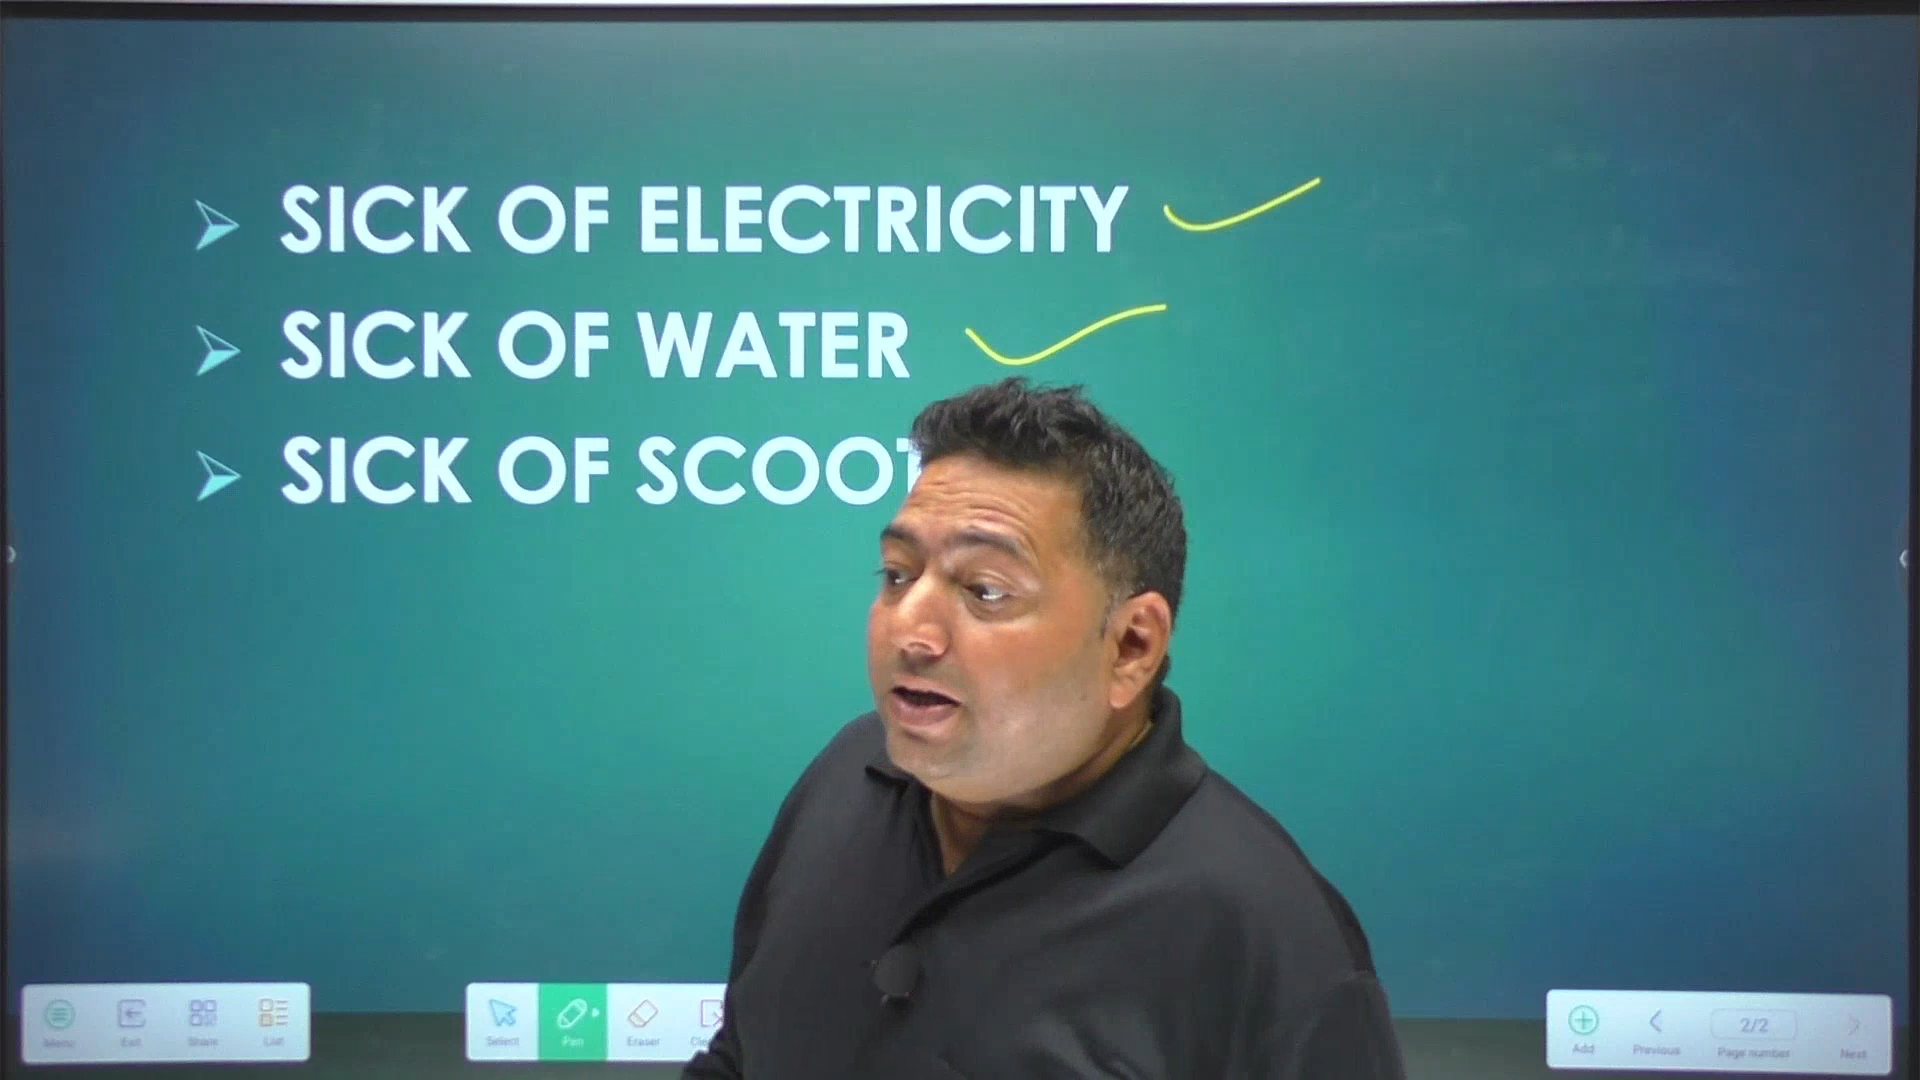 SICK OF ELECTRICITY
SICK OF WATER
SICK OF
Menu Exit Share List
Select Pen Eraser
Add Previous 2/2 Page number Next